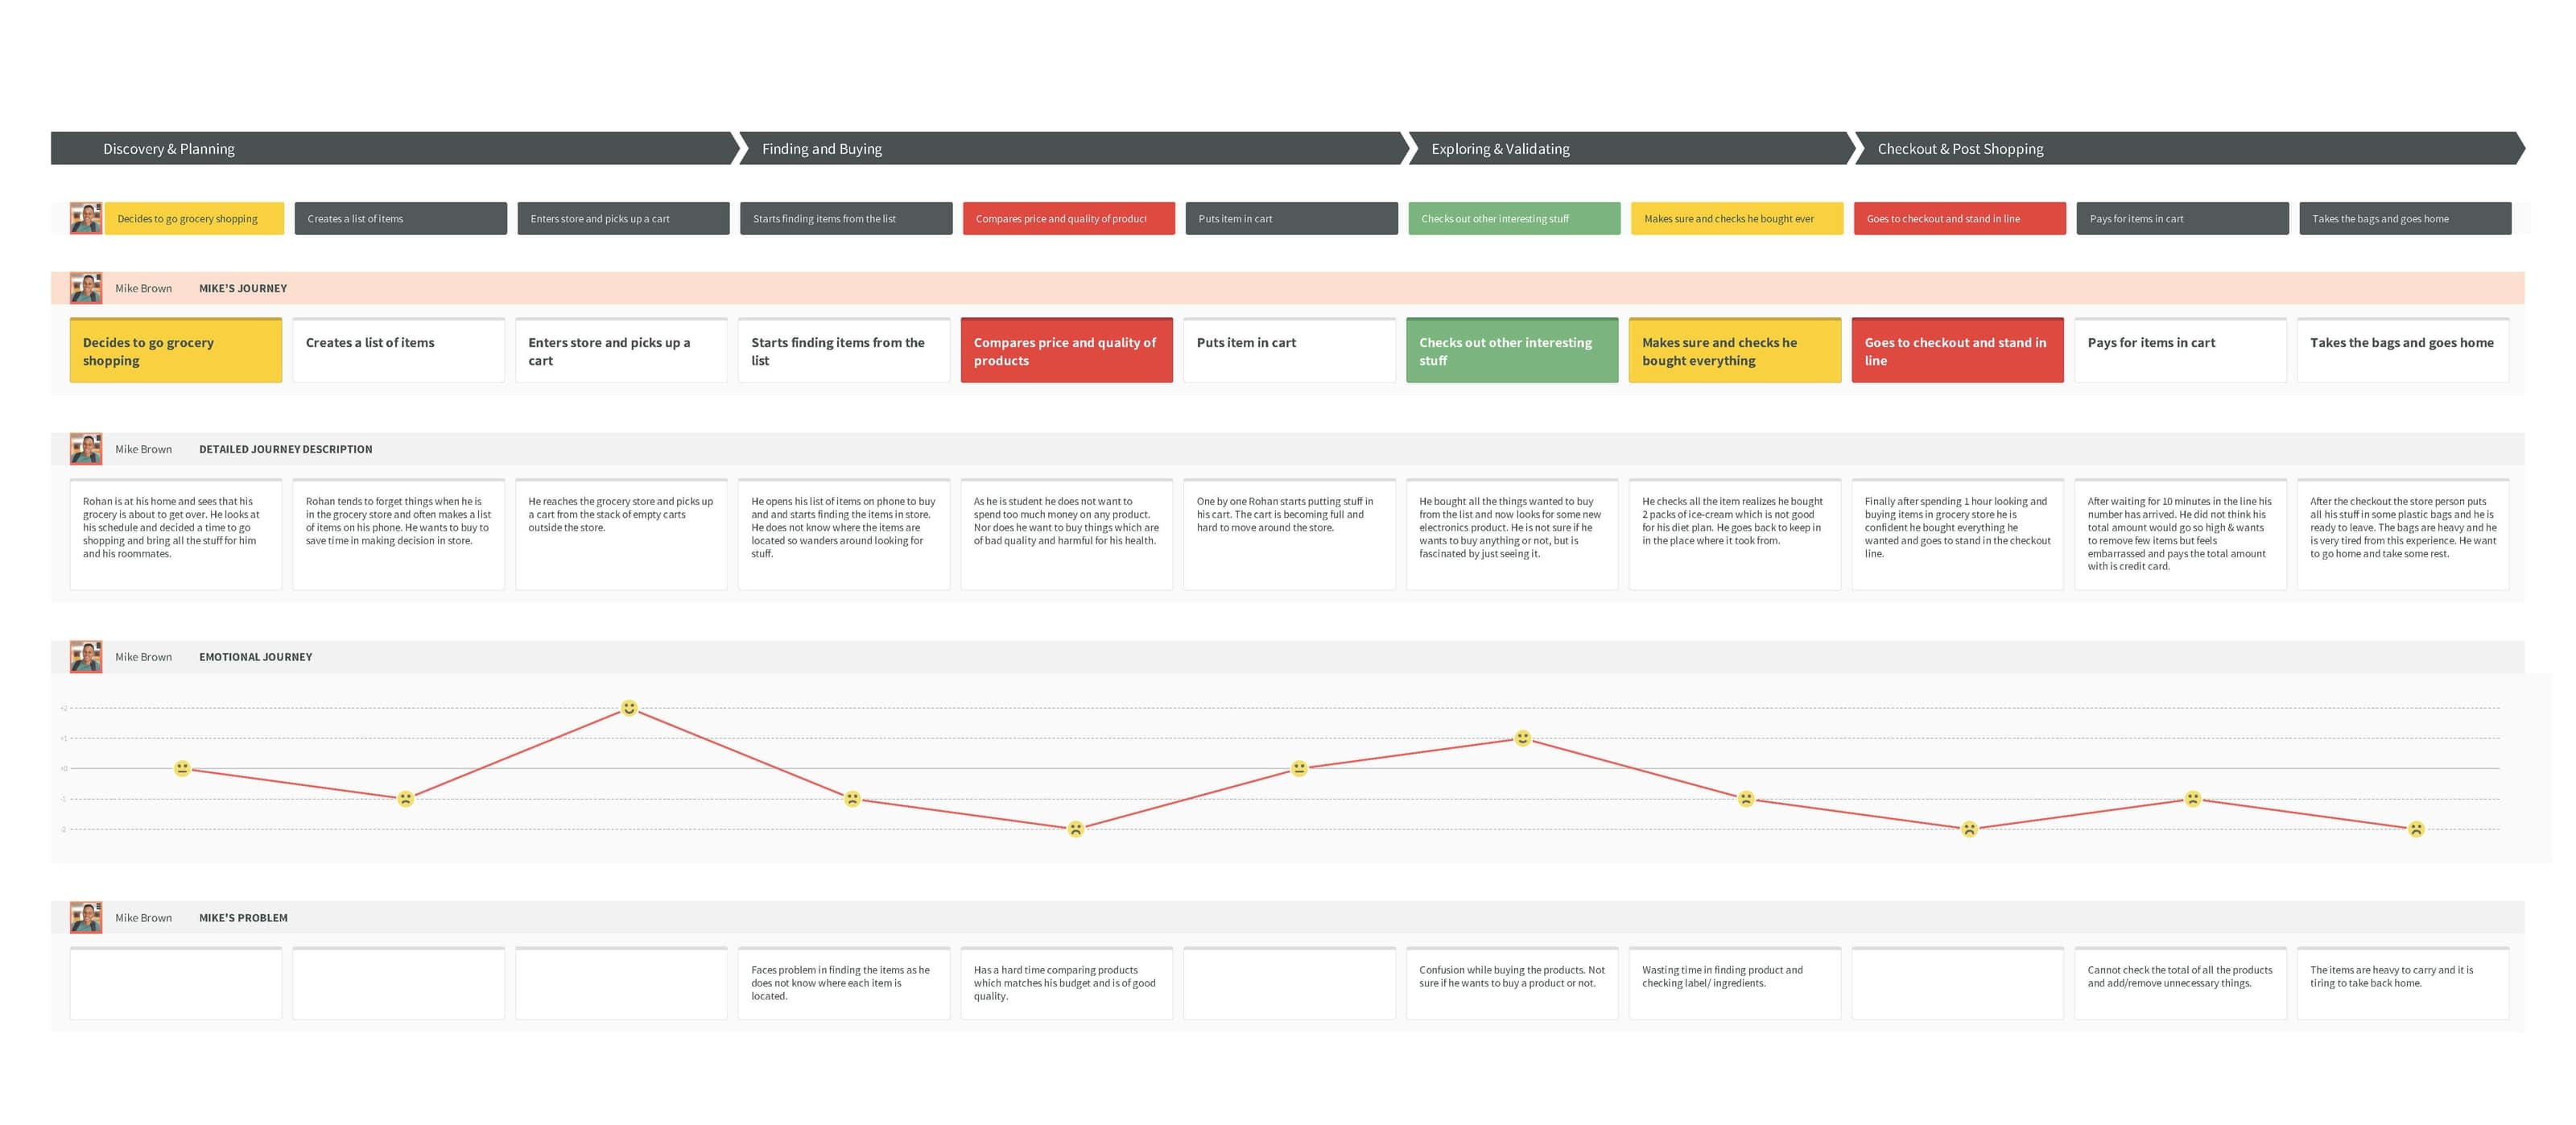 Discovery & Planning
Finding and Buying
Exploring & Validating
Checkout & Post Shopping
Decides to go grocery shopping
Creates a list of items
Enters store and picks up a cart
Starts finding items from the list
Compares price and quality of product
Puts item in cart
Checks out other interesting stuff
Makes sure and checks he bought ever
Goes to checkout and stand in line
Pays for items in cart
Takes the bags and goes home
Mike Brown
MIKE'S JOURNEY
Decides to go grocery
shopping
Creates a list of items
Enters store and picks up a
cart
Starts finding items from the
list
Compares price and quality of
products
Puts item in cart
Checks out other interesting
stuff
Makes sure and checks he
bought everything
Goes to checkout and stand in
line
Pays for items in cart
Takes the bags and goes home
Mike Brown
DETAILED JOURNEY DESCRIPTION
Rohan is at his home and sees that his
grocery is about to get over. He looks at
his schedule and decided a time to go
shopping and bring all the stuff for him
and his roommates.
Rohan tends to forget things when he is
in the grocery store and often makes a list
of items on his phone. He wants to buy to
save time in making decision in store.
He reaches the grocery store and picks up
a cart from the stack of empty carts
outside the store.
He opens his list of items on phone to buy
and and starts finding the items in store.
He does not know where the items are
located so wanders around looking for
stuff.
As he is student he does not want to
spend too much money on any product.
Nor does he want to buy things which are
of bad quality and harmful for his health.
One by one Rohan starts putting stuff in
his cart. The cart is becoming full and
hard to move around the store.
He bought all the things wanted to buy
from the list and now looks for some new
electronics product. He is not sure if he
wants to buy anything or not, but is
fascinated by just seeing it.
He checks all the item realizes he bought
2 packs of ice-cream which is not good
for his diet plan. He goes back to keep in
in the place where it took from.
Finally after spending 1 hour looking and
buying items in grocery store he is
confident he bought everything he
wanted and goes to stand in the checkout
line.
After waiting for 10 minutes in the line his
number has arrived. He did not think his
total amount would go so high & wants
to remove few items but feels
embarrassed and pays the total amount
with is credit card.
After the checkout the store person puts
all his stuff in some plastic bags and he is
ready to leave. The bags are heavy and he
is very tired from this experience. He want
to go home and take some rest.
Mike Brown
EMOTIONAL JOURNEY
+2
+1
+0
-1
-2
Mike Brown
MIKE'S PROBLEM
Faces problem in finding the items as he
does not know where each item is
located.
Has a hard time comparing products
which matches his budget and is of good
quality.
Confusion while buying the products. Not
sure if he wants to buy a product or not.
Wasting time in finding product and
checking label/ ingredients.
Cannot check the total of all the products
and add/remove unnecessary things.
The items are heavy to carry and it is
tiring to take back home.